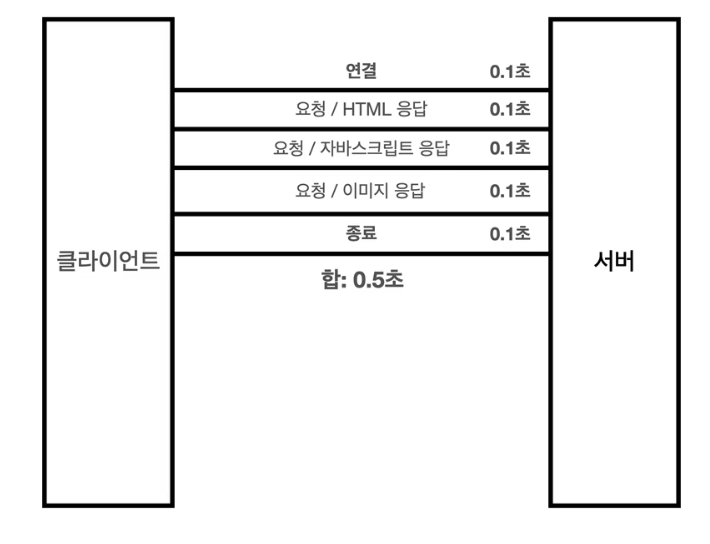 연결 0.1초
요청 / HTML 응답 0.1초
요청 / 자바스크립트 응답 0.1초
요청 / 이미지 응답 0.1초
종료 0.1초
클라이언트
서버
합: 0.5초